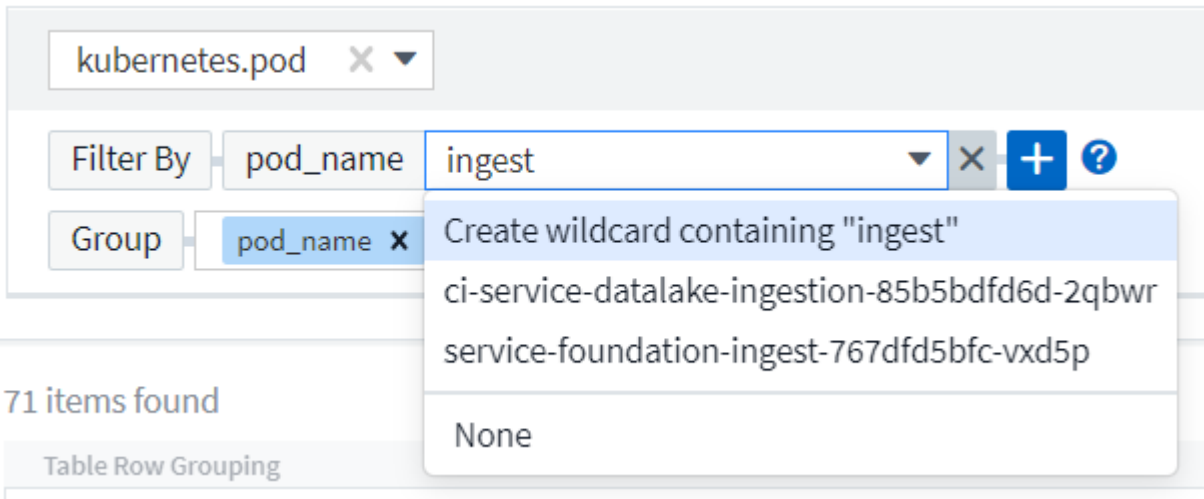 kubernetes.pod
Filter By pod_name ingest
Group pod_name
Create wildcard containing "ingest"
ci-service-datalake-ingestion-85b5bdfd6d-2qbwr
service-foundation-ingest-767dfd5bfc-vxd5p
None
71 items found
Table Row Grouping